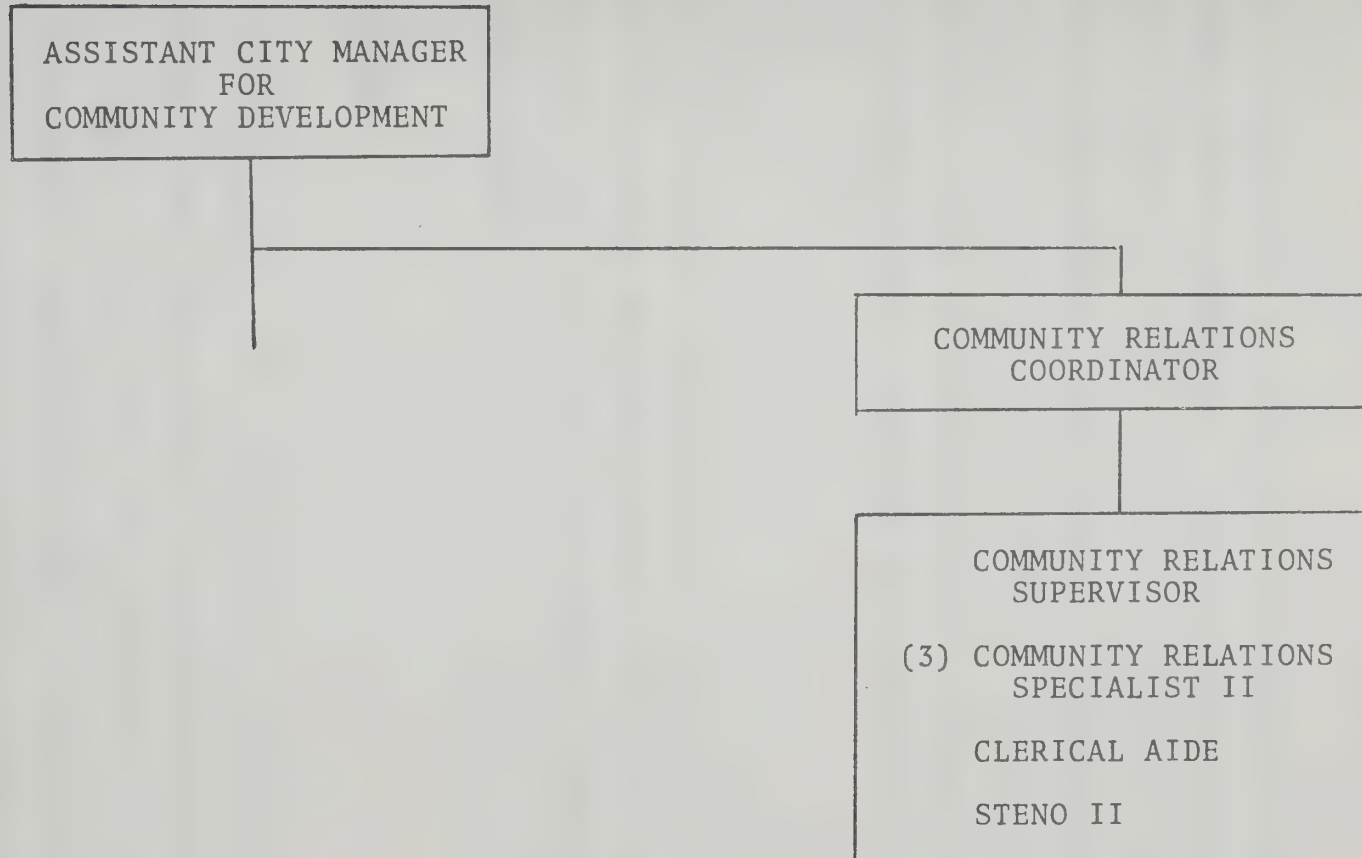 ASSISTANT CITY MANAGER
FOR
COMMUNITY DEVELOPMENT
COMMUNITY RELATIONS
COORDINATOR
COMMUNITY RELATIONS
SUPERVISOR
(3) COMMUNITY RELATIONS
SPECIALIST II
CLERICAL AIDE
STENO II